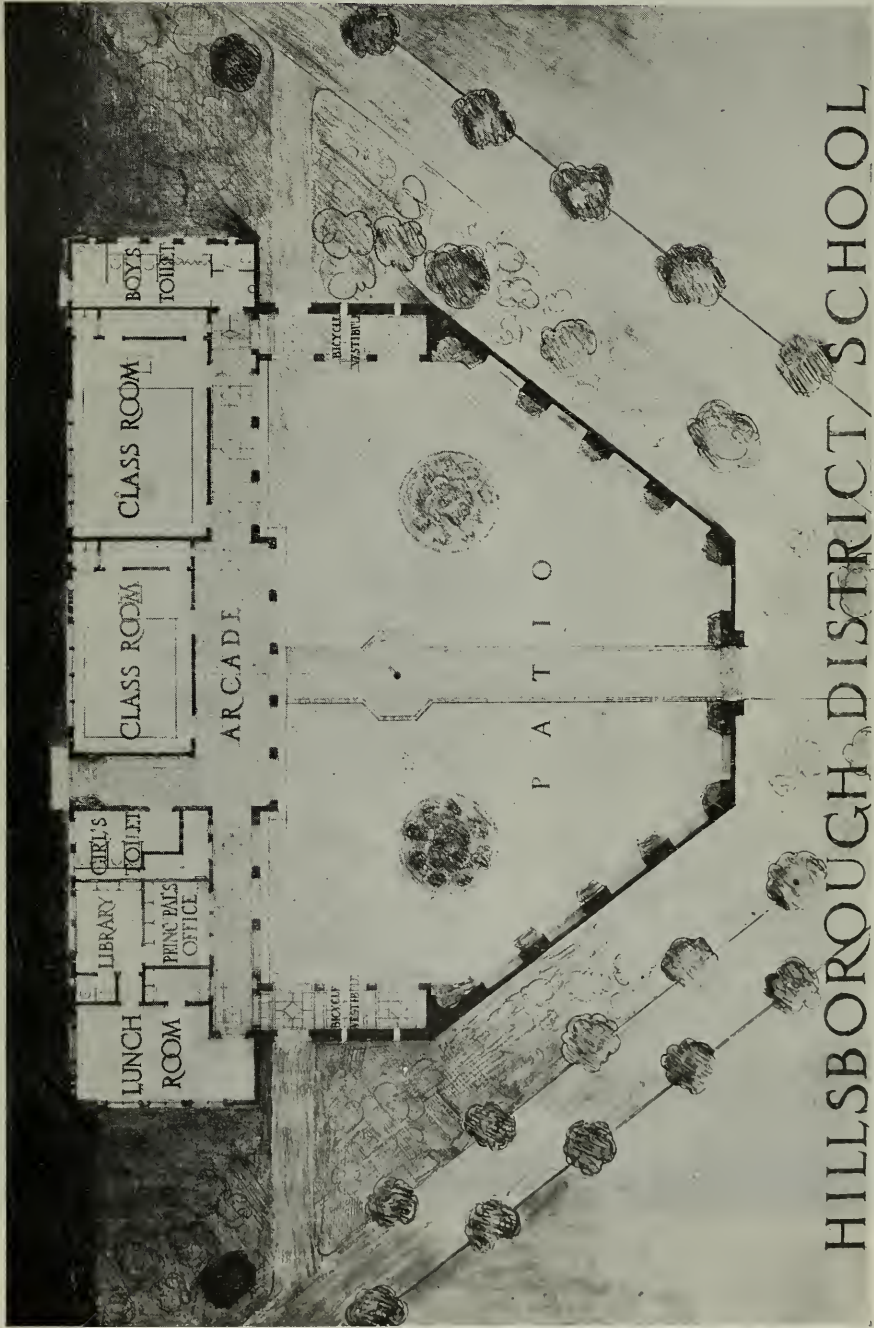 LUNCH
ROOM
LIBRARY
PRINCIPAL'S
OFFICE
GIRL'S
TOILET
CLASS ROOM
CLASS ROOM
BOY'S
TOILET
ARCADE
BICYCLE
VESTIBULE
BICYCLE
VESTIBULE
PATIO
HILLSBOROUGH DISTRICT SCHOOL